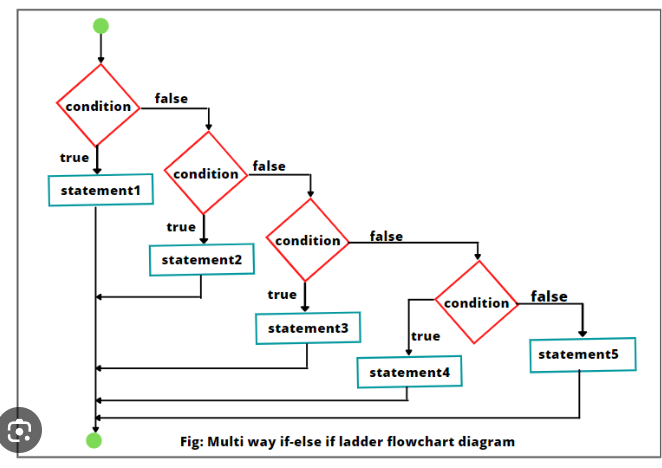 condition
false
true
statement1
condition
false
true
statement2
condition
false
true
statement3
condition
false
true
statement4
statement5
Fig: Multi way if-else if ladder flowchart diagram